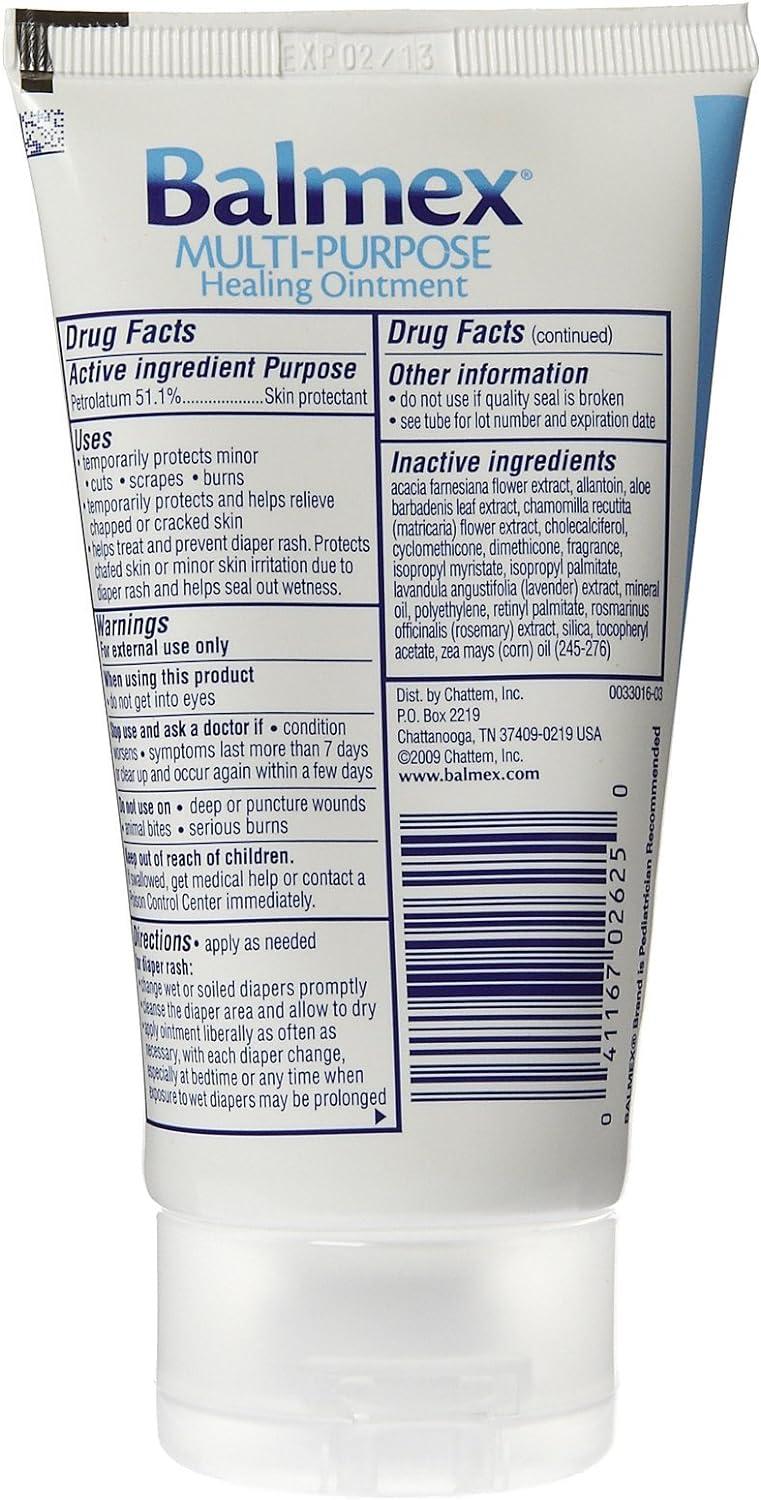 EXP 02/13
Balmex®
MULTI-PURPOSE
Healing Ointment
Drug Facts
Active ingredient Purpose
Petrolatum 51.1%....................Skin protectant
Uses
• temporarily protects minor
• cuts • scrapes • burns
• temporarily protects and helps relieve
chapped or cracked skin
• helps treat and prevent diaper rash. Protects
chafed skin or minor skin irritation due to
diaper rash and helps seal out wetness.
Warnings
For external use only
When using this product
• do not get into eyes
Stop use and ask a doctor if • condition
worsens • symptoms last more than 7 days
or clear up and occur again within a few days
Do not use on • deep or puncture wounds
• animal bites • serious burns
Keep out of reach of children.
If swallowed, get medical help or contact a
Poison Control Center immediately.
Directions • apply as needed
for diaper rash:
• change wet or soiled diapers promptly
• cleanse the diaper area and allow to dry
• apply ointment liberally as often as
necessary, with each diaper change,
especially at bedtime or any time when
exposure to wet diapers may be prolonged
Drug Facts (continued)
Other information
• do not use if quality seal is broken
• see tube for lot number and expiration date
Inactive ingredients
acacia farnesiana flower extract, allantoin, aloe
barbadenis leaf extract, chamomilla recutita
(matricaria) flower extract, cholecalciferol,
cyclomethicone, dimethicone, fragrance,
isopropyl myristate, isopropyl palmitate,
lavandula angustifolia (lavender) extract, mineral
oil, polyethylene, retinyl palmitate, rosmarinus
officinalis (rosemary) extract, silica, tocopheryl
acetate, zea mays (corn) oil (245-276)
Dist. by Chattem, Inc. 0033016-03
P.O. Box 2219
Chattanooga, TN 37409-0219 USA
©2009 Chattem, Inc.
www.balmex.com
0 41167 02625 0
BALMEX® Brand is Pediatrician Recommended